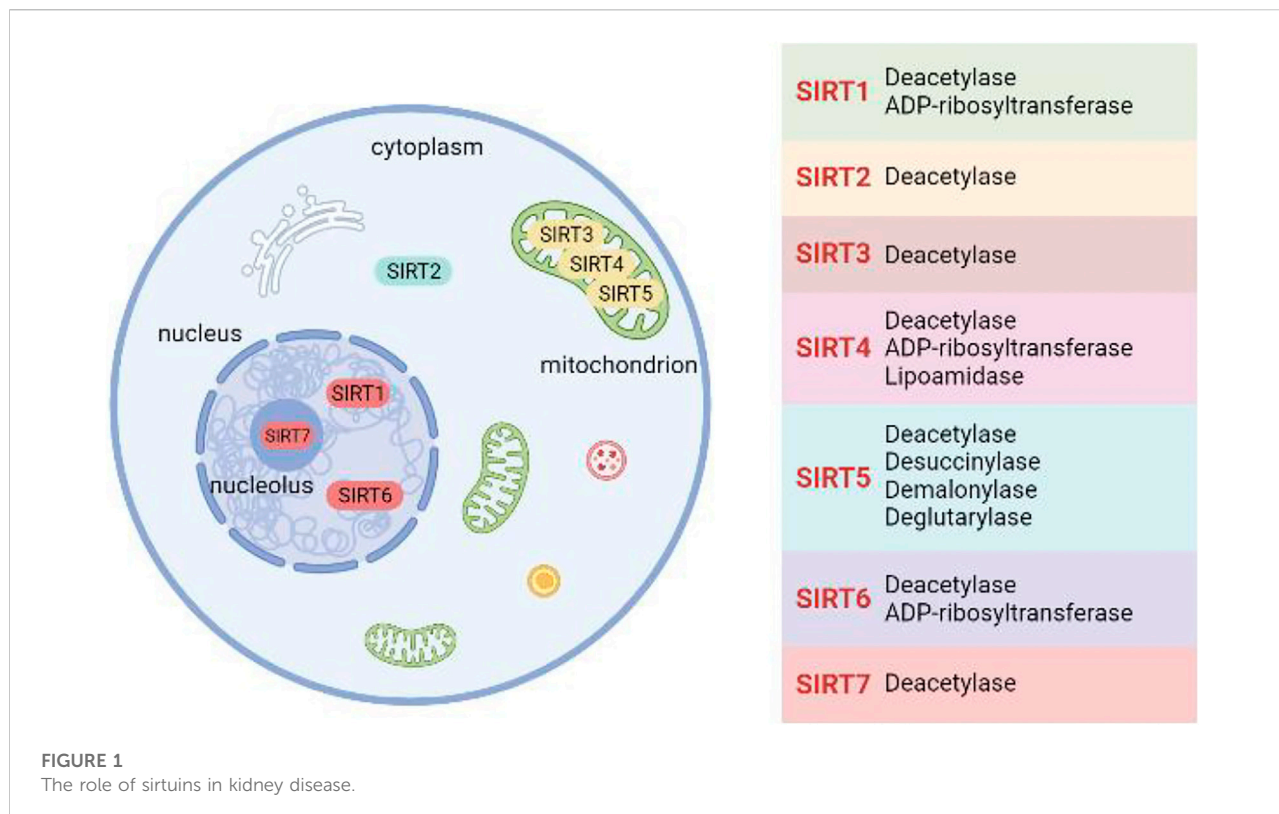 cytoplasm
SIRT3
SIRT4
SIRT5
SIRT2
nucleus
mitochondrion
SIRT1
SIRT7
nucleolus
SIRT6
SIRT1
Deacetylase
ADP-ribosyltransferase
SIRT2
Deacetylase
SIRT3
Deacetylase
SIRT4
Deacetylase
ADP-ribosyltransferase
Lipoamidase
SIRT5
Deacetylase
Desuccinylase
Demalonylase
Deglutarylase
SIRT6
Deacetylase
ADP-ribosyltransferase
SIRT7
Deacetylase
FIGURE 1
The role of sirtuins in kidney disease.